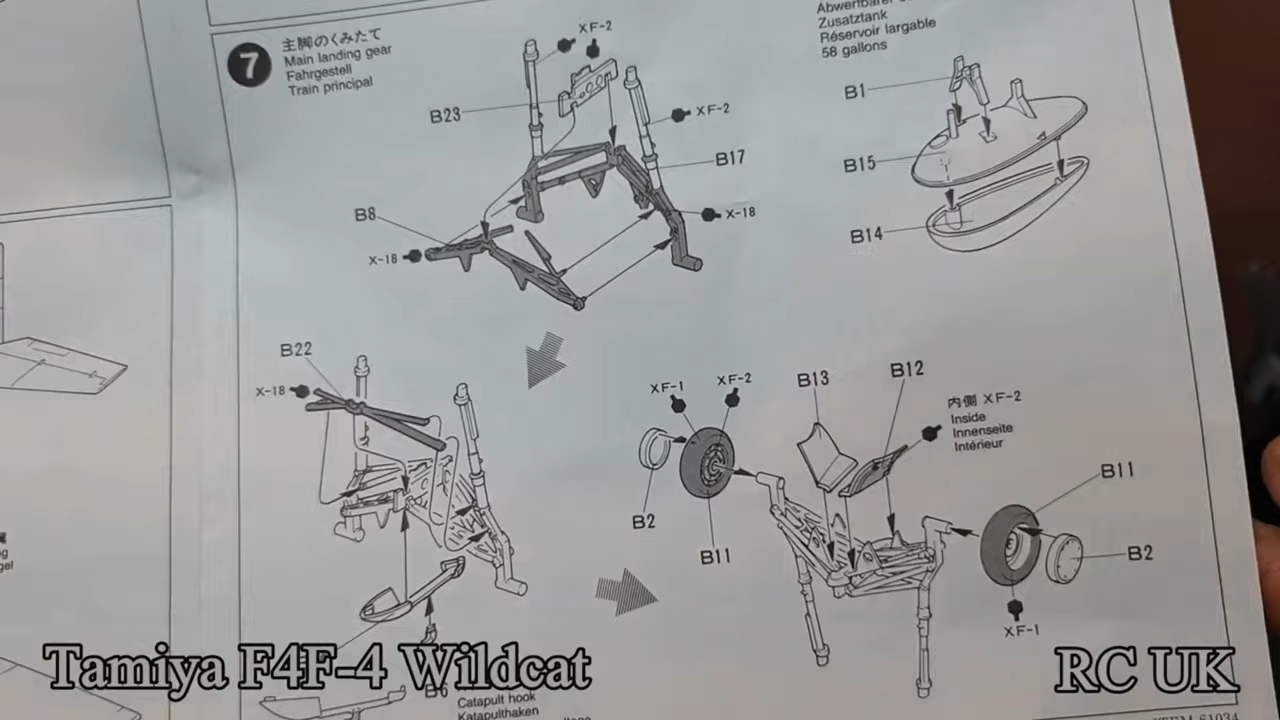 7
主脚のくみたて
Main landing gear
Fahrgestell
Train principal
XF-2
B23
XF-2
B17
B8
X-18
X-18
Zusatztank
Réservoir largable
58 gallons
B1
B15
B14
B22
X-18
XF-1
XF-2
B13
B12
内側 XF-2
Inside
Innenseite
Intérieur
B2
B11
B11
B2
XF-1
Tamiya F4F-4 Wildcat
RC UK
Catapult hook
Katapulthaken